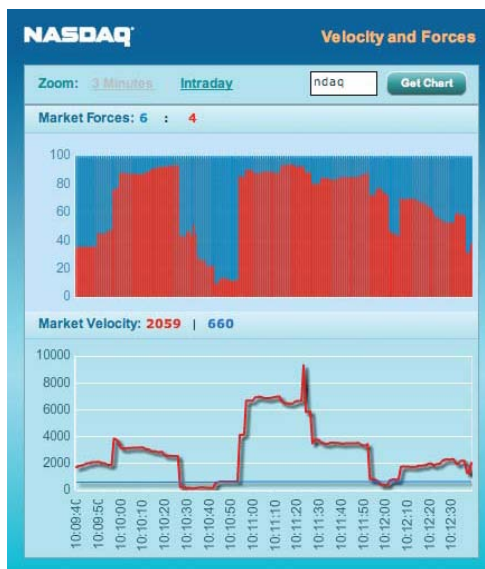 NASDAQ
Velocity and Forces
Zoom: 3 Minutes Intraday ndaq Get Chart
Market Forces: 6 : 4
100
80
60
40
20
0
Market Velocity: 2059 | 660
10000
8000
6000
4000
2000
0
10:09:40 10:09:50 10:10:00 10:10:10 10:10:20 10:10:30 10:10:40 10:10:50 10:11:00 10:11:10 10:11:20 10:11:30 10:11:40 10:11:50 10:12:00 10:12:10 10:12:20 10:12:30